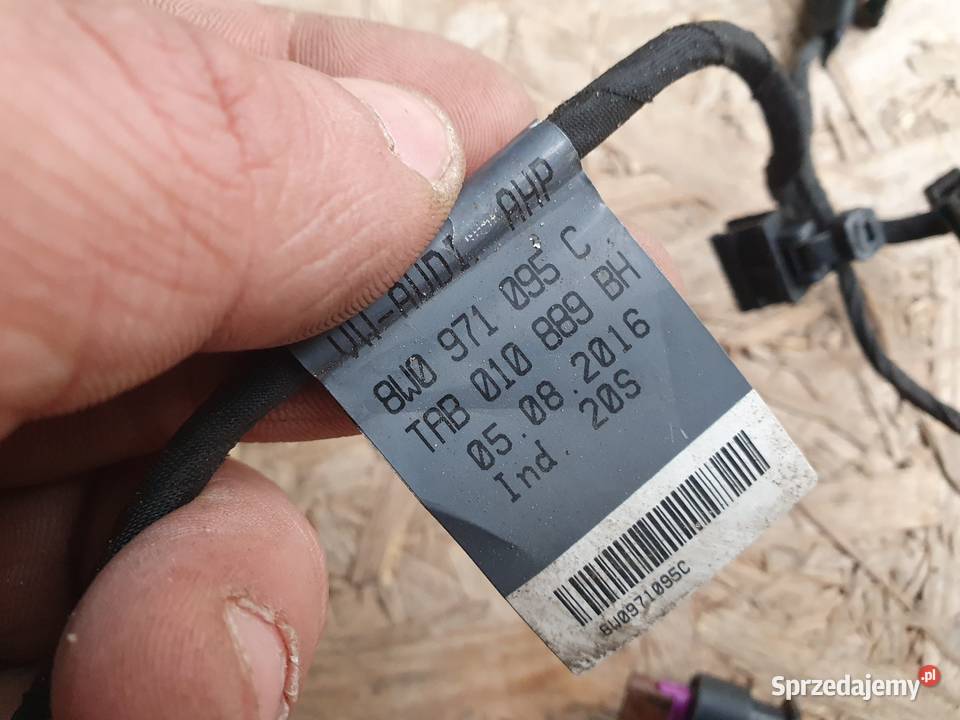 VW-AUDI AHP
8W0 971 095 C
TAB 010 889 BH
05.08.2016
Ind. 20S
8W0971095C
Sprzedajemy.pl